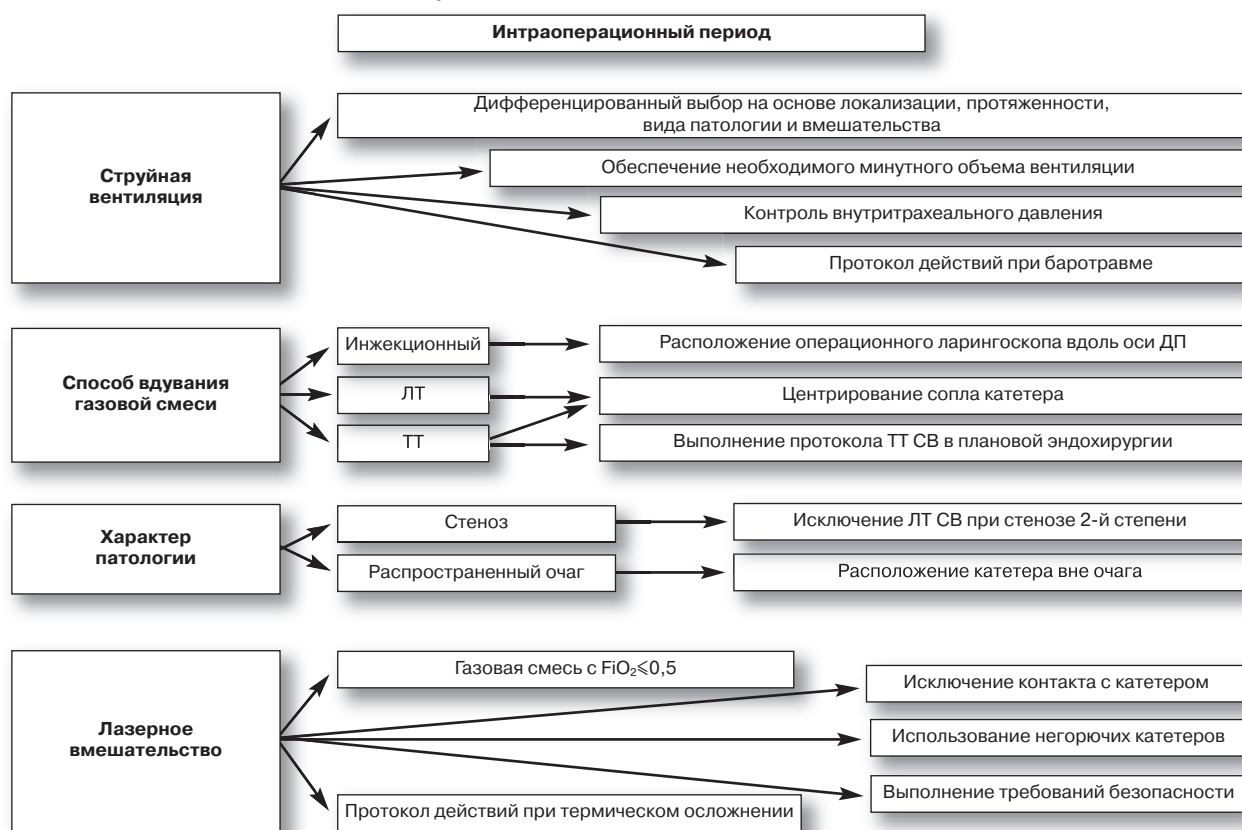 Интраоперационный период
Струйная
вентиляция
Дифференцированный выбор на основе локализации, протяженности,
вида патологии и вмешательства
Обеспечение необходимого минутного объема вентиляции
Контроль внутритрахеального давления
Протокол действий при баротравме
Способ вдувания
газовой смеси
Инжекционный
Расположение операционного ларингоскопа вдоль оси ДП
ЛТ
Центрирование сопла катетера
ТТ
Выполнение протокола ТТ СВ в плановой эндохирургии
Характер
патологии
Стеноз
Исключение ЛТ СВ при стенозе 2-й степени
Распространенный очаг
Расположение катетера вне очага
Лазерное
вмешательство
Газовая смесь с FiO₂⩽0,5
Исключение контакта с катетером
Использование негорючих катетеров
Выполнение требований безопасности
Протокол действий при термическом осложнении